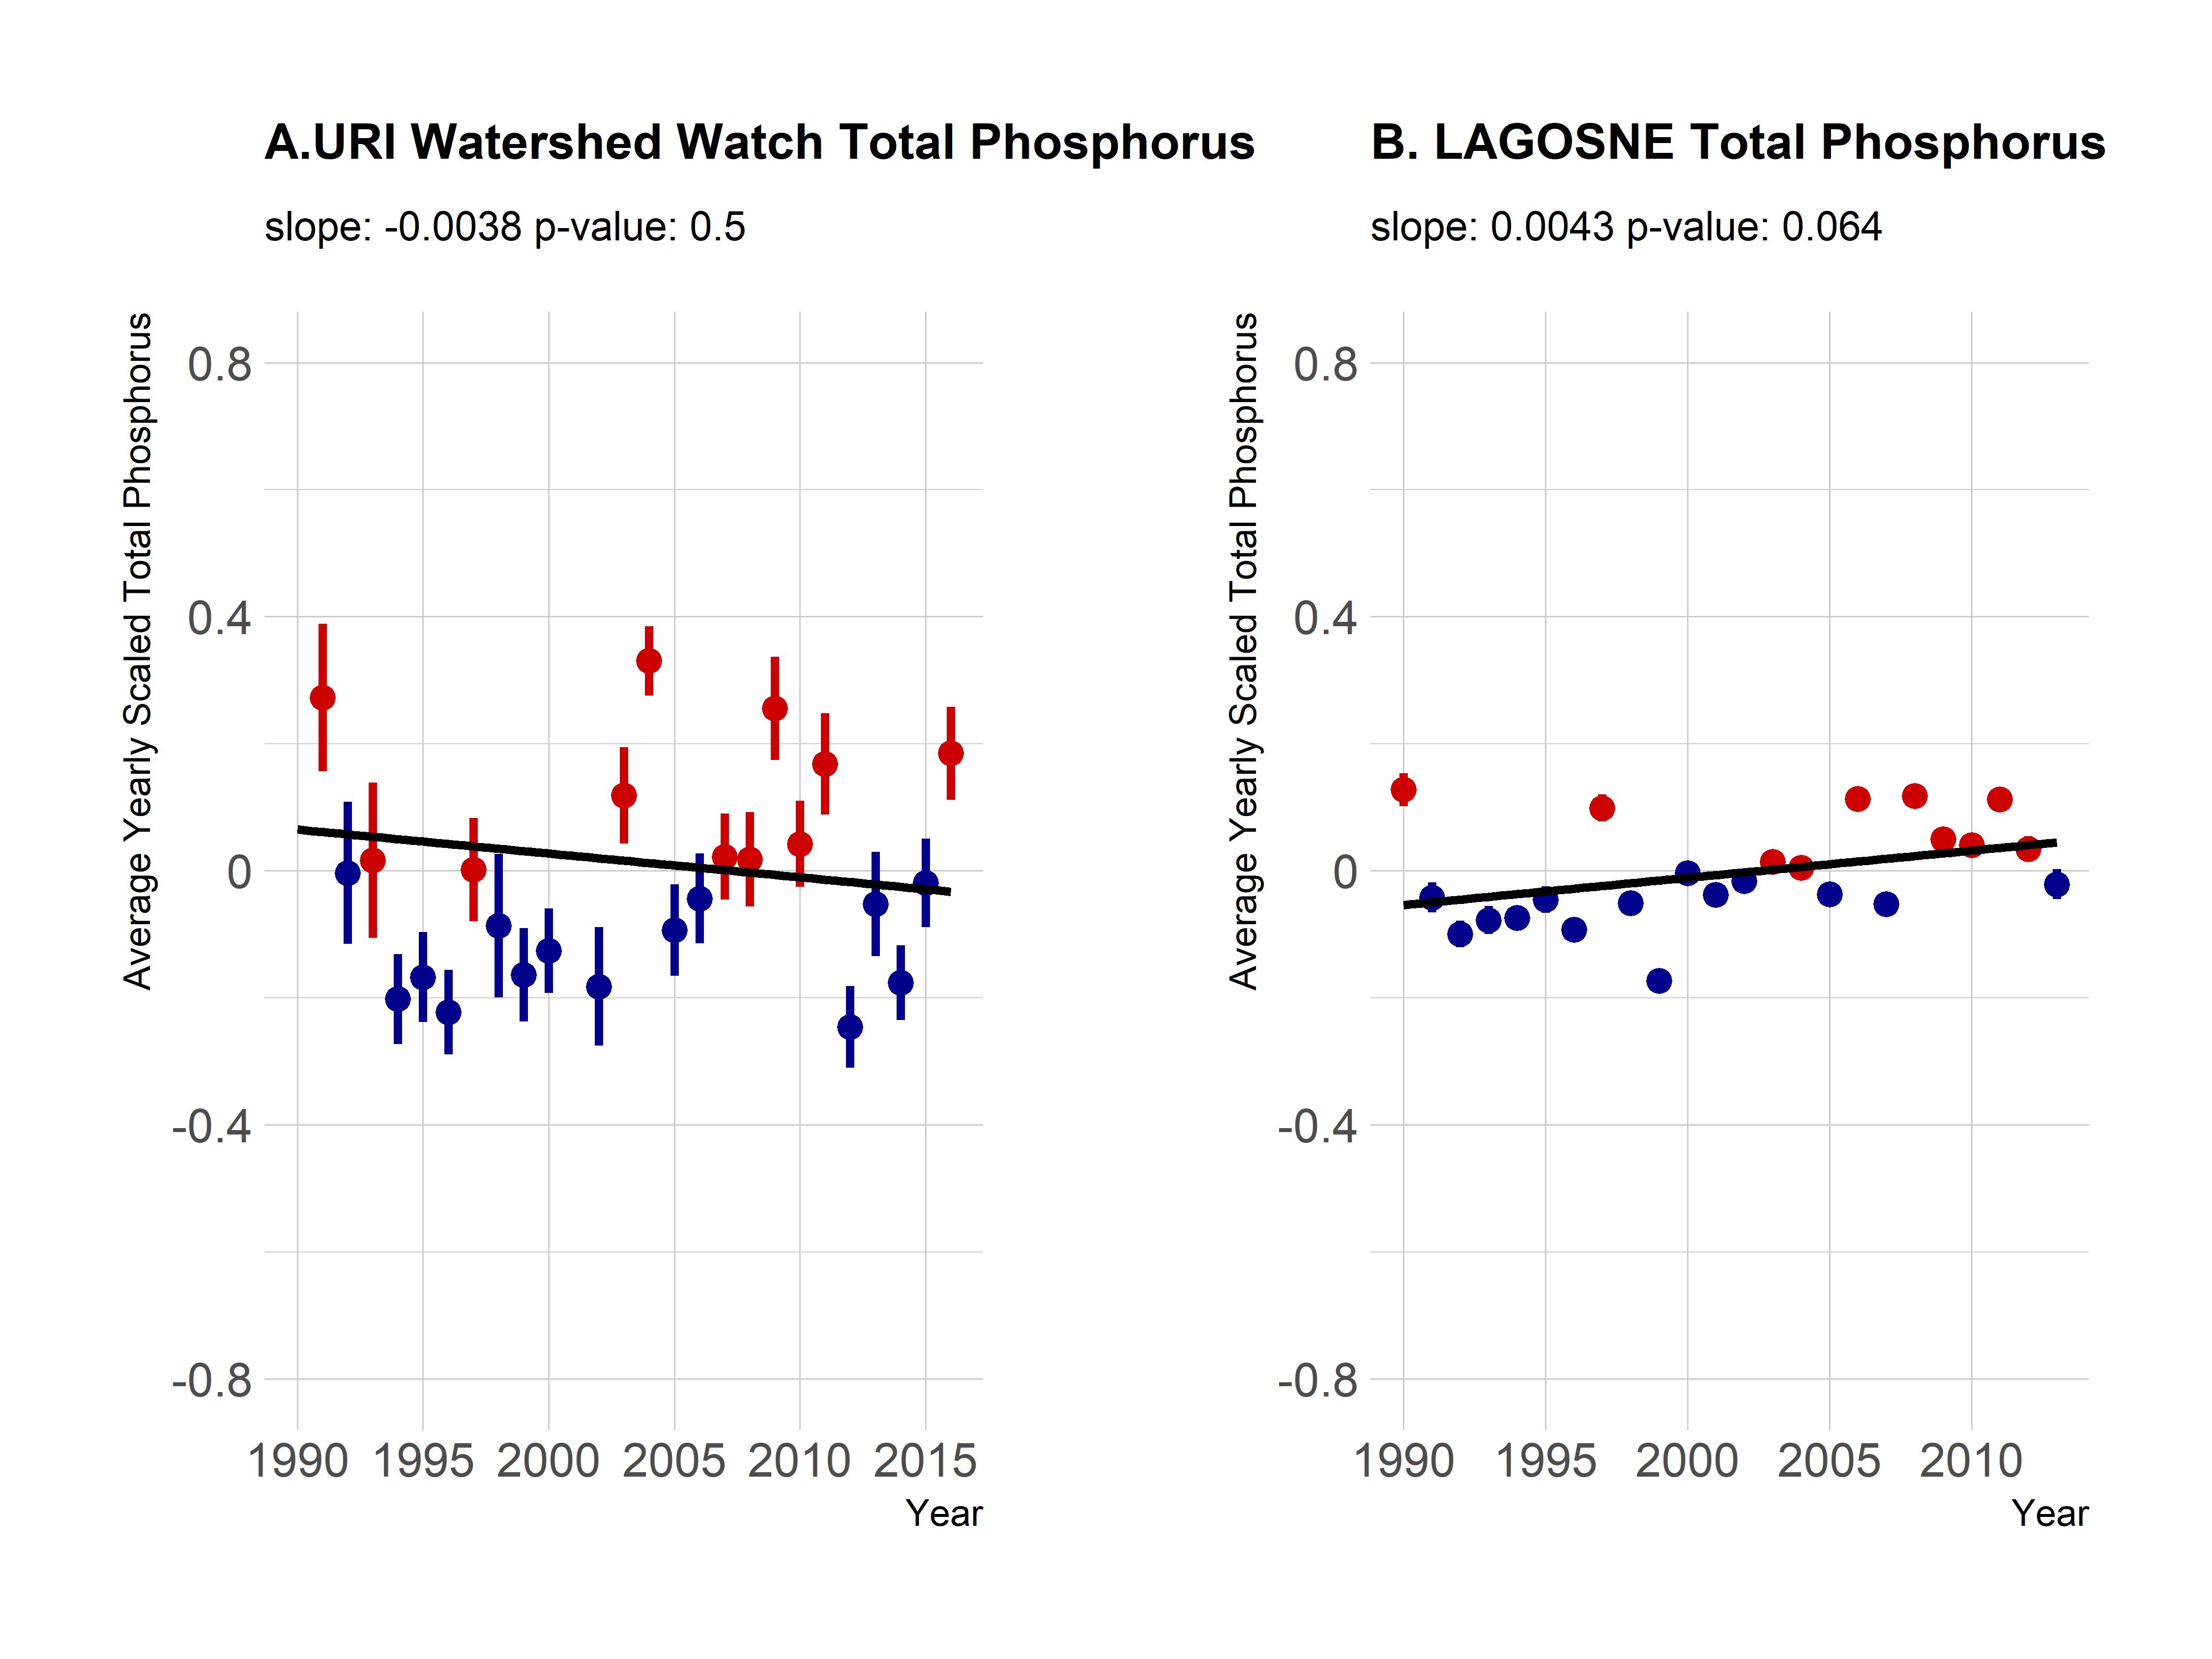 A.URI Watershed Watch Total Phosphorus
slope: -0.0038 p-value: 0.5
Average Yearly Scaled Total Phosphorus
0.8
0.4
0
-0.4
-0.8
1990 1995 2000 2005 2010 2015
Year
B. LAGOSNE Total Phosphorus
slope: 0.0043 p-value: 0.064
Average Yearly Scaled Total Phosphorus
0.8
0.4
0
-0.4
-0.8
1990 1995 2000 2005 2010
Year